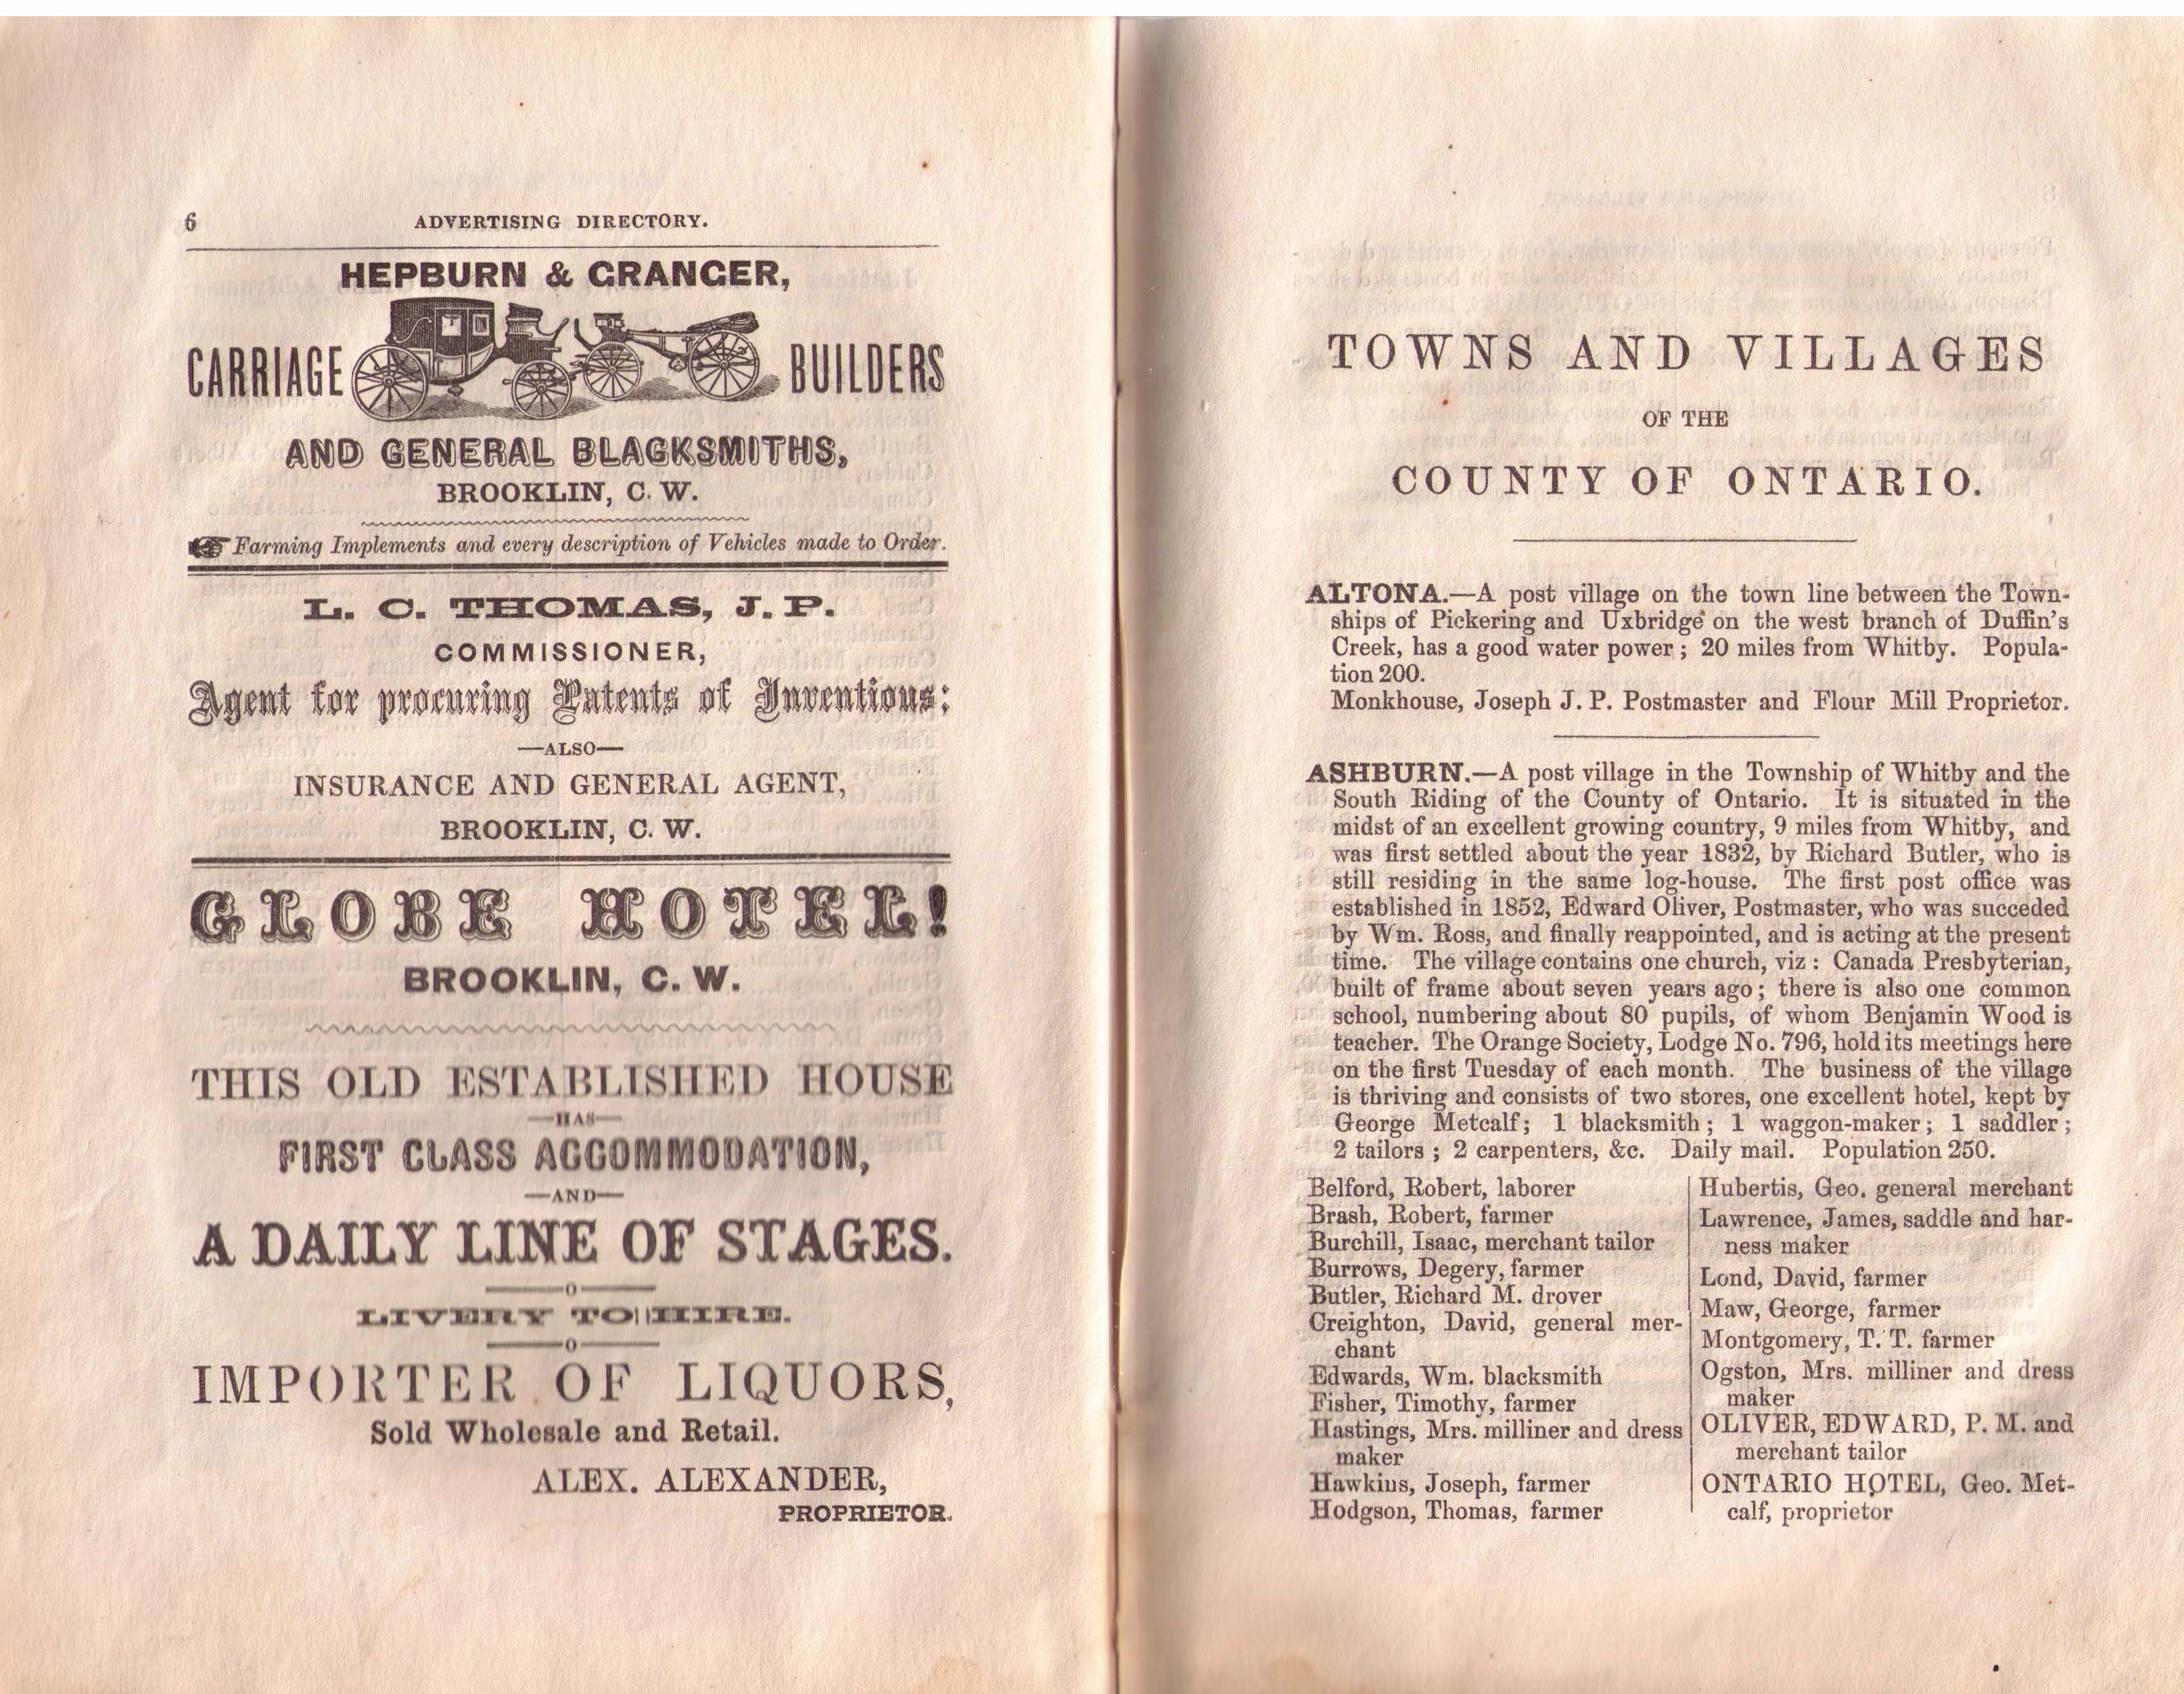 6 ADVERTISING DIRECTORY.
HEPBURN & GRANGER,
CARRIAGE BUILDERS
AND GENERAL BLACKSMITHS,
BROOKLIN, C. W.
Farming Implements and every description of Vehicles made to Order.
L. C. THOMAS, J. P.
COMMISSIONER,
Agent for procuring Patents of Inventions:
—ALSO—
INSURANCE AND GENERAL AGENT,
BROOKLIN, C. W.
GLOBE HOTEL!
BROOKLIN, C. W.
THIS OLD ESTABLISHED HOUSE
—HAS—
FIRST CLASS ACCOMMODATION,
—AND—
A DAILY LINE OF STAGES.
LIVERY TO HIRE.
IMPORTER OF LIQUORS,
Sold Wholesale and Retail.
ALEX. ALEXANDER,
PROPRIETOR.
TOWNS AND VILLAGES
OF THE
COUNTY OF ONTARIO.
ALTONA.—A post village on the town line between the Town-
ships of Pickering and Uxbridge on the west branch of Duffin's
Creek, has a good water power; 20 miles from Whitby. Popula-
tion 200.
Monkhouse, Joseph J. P. Postmaster and Flour Mill Proprietor.
ASHBURN.—A post village in the Township of Whitby and the
South Riding of the County of Ontario. It is situated in the
midst of an excellent growing country, 9 miles from Whitby, and
was first settled about the year 1832, by Richard Butler, who is
still residing in the same log-house. The first post office was
established in 1852, Edward Oliver, Postmaster, who was succeded
by Wm. Ross, and finally reappointed, and is acting at the present
time. The village contains one church, viz: Canada Presbyterian,
built of frame about seven years ago; there is also one common
school, numbering about 80 pupils, of whom Benjamin Wood is
teacher. The Orange Society, Lodge No. 796, hold its meetings here
on the first Tuesday of each month. The business of the village
is thriving and consists of two stores, one excellent hotel, kept by
George Metcalf; 1 blacksmith; 1 waggon-maker; 1 saddler;
2 tailors; 2 carpenters, &c. Daily mail. Population 250.
Belford, Robert, laborer
Brash, Robert, farmer
Burchill, Isaac, merchant tailor
Burrows, Degery, farmer
Butler, Richard M. drover
Creighton, David, general mer-
chant
Edwards, Wm. blacksmith
Fisher, Timothy, farmer
Hastings, Mrs. milliner and dress
maker
Hawkins, Joseph, farmer
Hodgson, Thomas, farmer
Hubertis, Geo. general merchant
Lawrence, James, saddle and har-
ness maker
Lond, David, farmer
Maw, George, farmer
Montgomery, T. T. farmer
Ogston, Mrs. milliner and dress
maker
OLIVER, EDWARD, P. M. and
merchant tailor
ONTARIO HOTEL, Geo. Met-
calf, proprietor